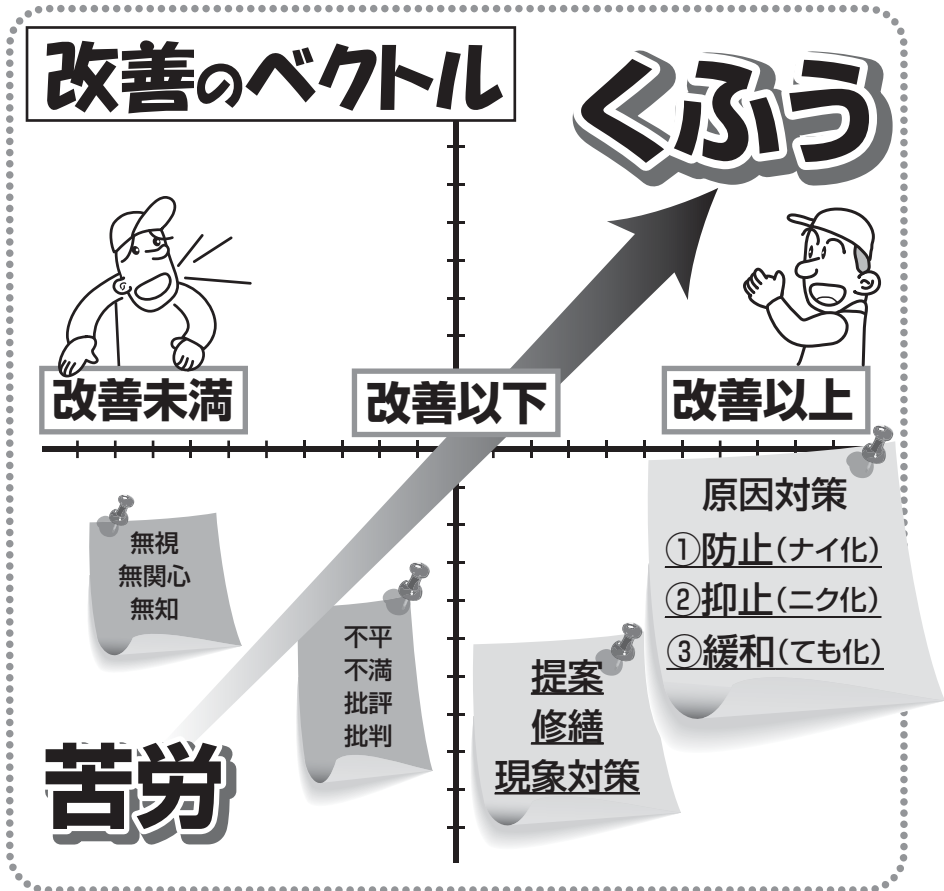 改善のベクトル
くふう
改善未満
改善以下
改善以上
無視
無関心
無知
不平
不満
批評
批判
提案
修繕
現象対策
原因対策
①防止(ナイ化)
②抑止(ニク化)
③緩和(ても化)
苦労